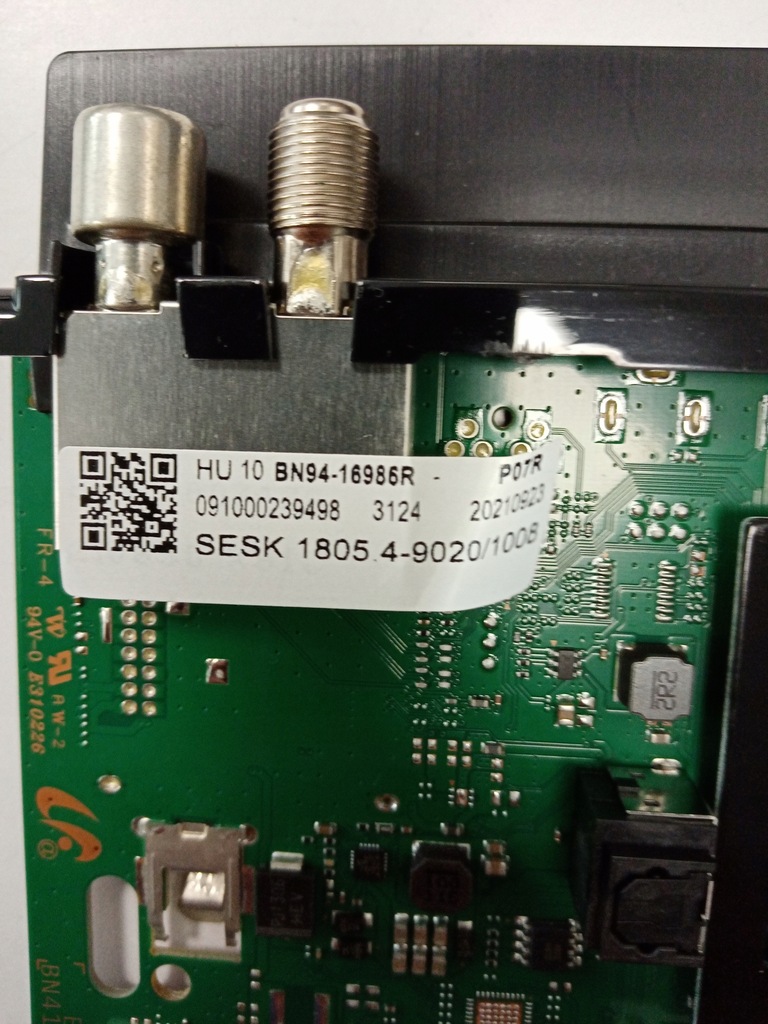 HU 10 BN94-16986R - P07R
091000239498 3124 20210923
SESK 1805.4-9020/1008
FR-4
94V-0 E310226
AW-2
2R2
BN41